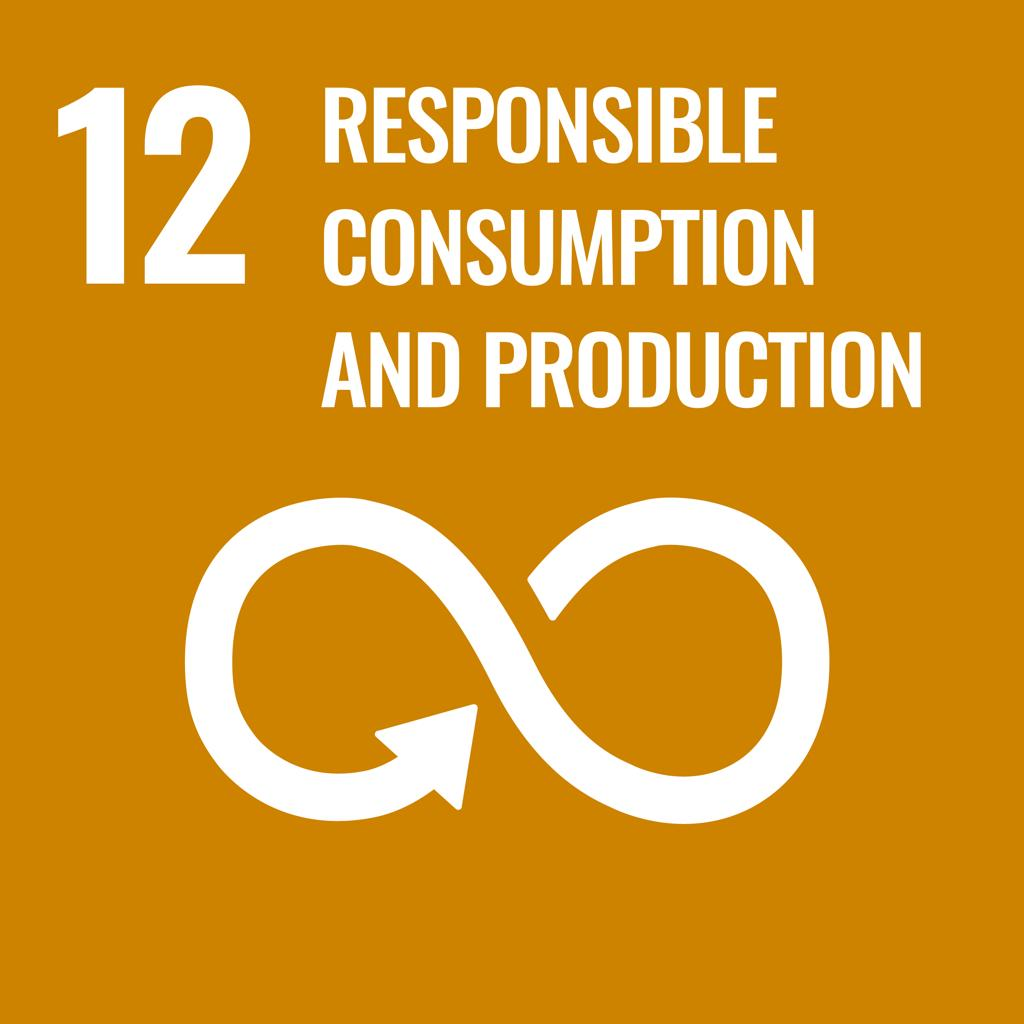 12
RESPONSIBLE
CONSUMPTION
AND PRODUCTION